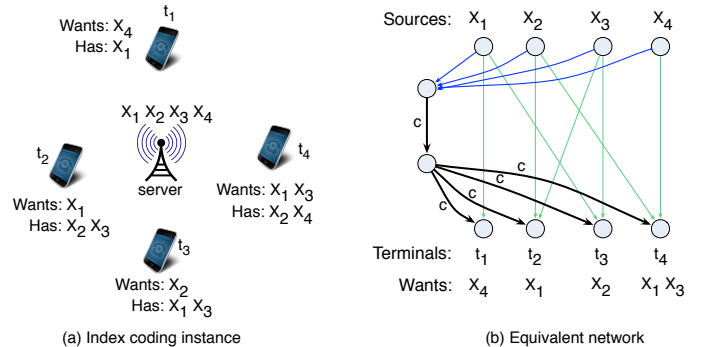 t₁
Wants: X₄
Has: X₁
X₁ X₂ X₃ X₄
server
t₂
Wants: X₁
Has: X₂ X₃
t₄
Wants: X₁ X₃
Has: X₂ X₄
t₃
Wants: X₂
Has: X₁ X₃
(a) Index coding instance
Sources: X₁ X₂ X₃ X₄
c
c
c
c
c
Terminals: t₁ t₂ t₃ t₄
Wants: X₄ X₁ X₂ X₁ X₃
(b) Equivalent network